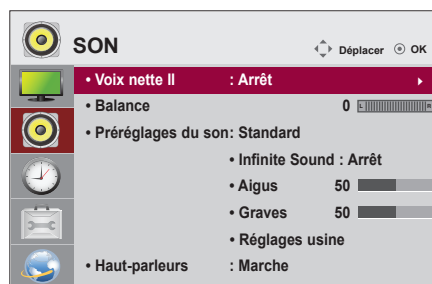 SON
Déplacer OK
• Voix nette II : Arrêt
• Balance 0 L R
• Préréglages du son: Standard
• Infinite Sound : Arrêt
• Aigus 50
• Graves 50
• Réglages usine
• Haut-parleurs : Marche